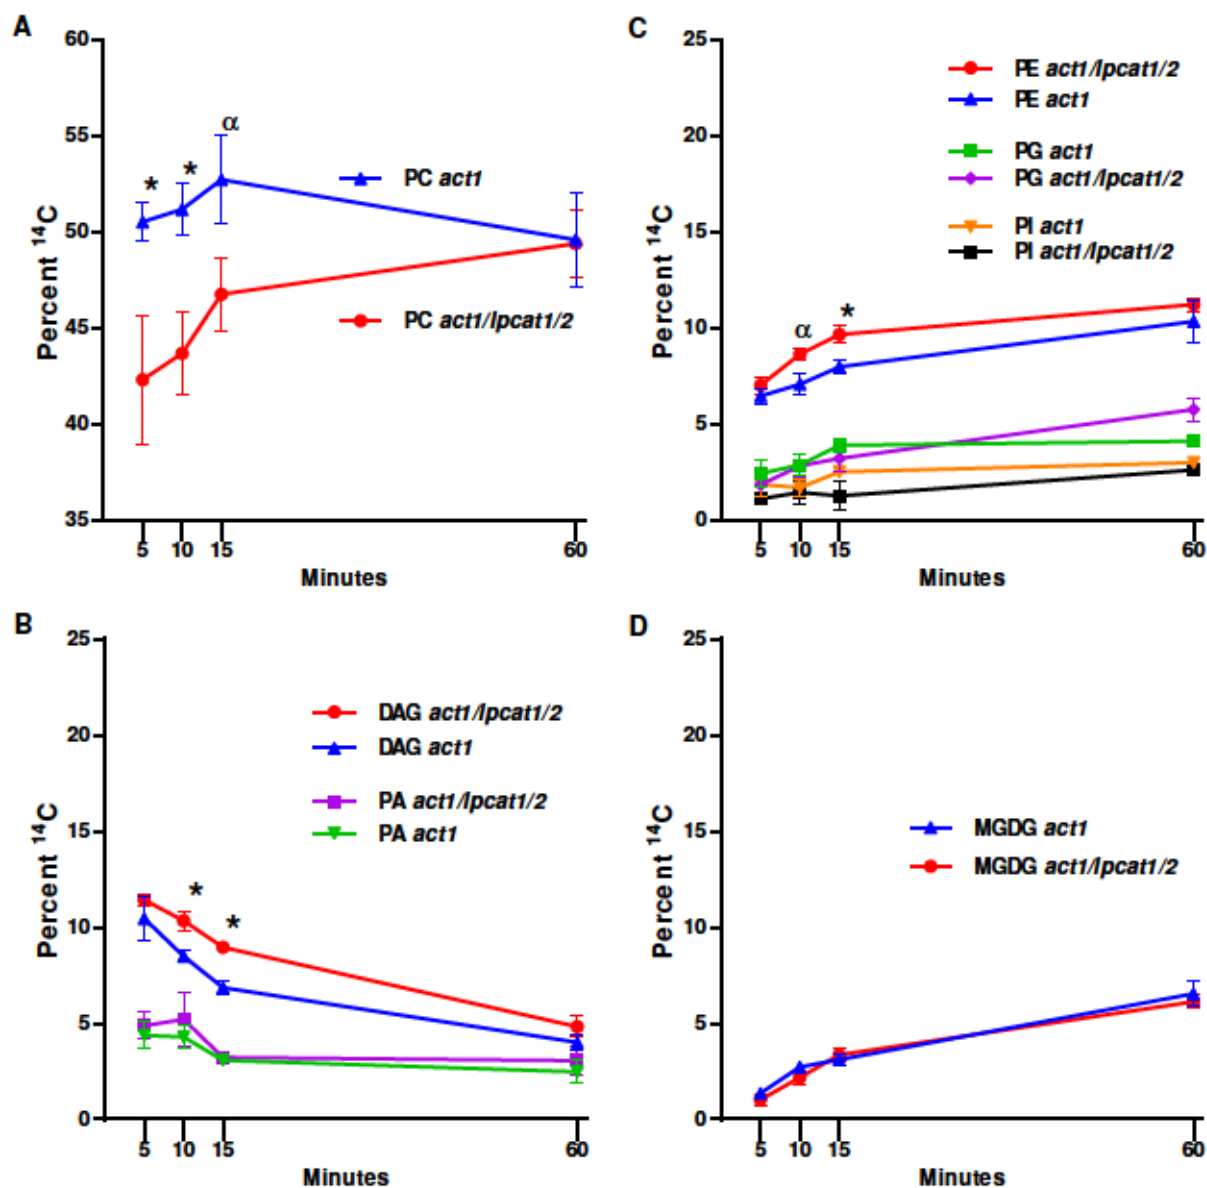 A
60
55
50
45
40
35
Percent ¹⁴C
* * α
PC act1
PC act1/lpcat1/2
5 10 15 60
Minutes
C
25
20
15
10
5
0
Percent ¹⁴C
PE act1/lpcat1/2
PE act1
PG act1
PG act1/lpcat1/2
PI act1
PI act1/lpcat1/2
α *
5 10 15 60
Minutes
B
25
20
15
10
5
0
Percent ¹⁴C
DAG act1/lpcat1/2
DAG act1
PA act1/lpcat1/2
PA act1
* *
5 10 15 60
Minutes
D
25
20
15
10
5
0
Percent ¹⁴C
MGDG act1
MGDG act1/lpcat1/2
5 10 15 60
Minutes